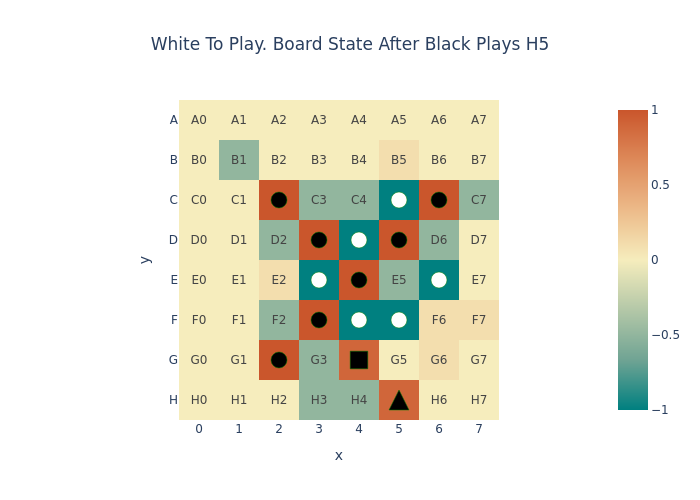 White To Play. Board State After Black Plays H5
A A0 A1 A2 A3 A4 A5 A6 A7
B B0 B1 B2 B3 B4 B5 B6 B7
C C0 C1 C3 C4 C7
D D0 D1 D2 D6 D7
E E0 E1 E2 E5 E7
F F0 F1 F2 F6 F7
G G0 G1 G3 G5 G6 G7
H H0 H1 H2 H3 H4 H6 H7
0 1 2 3 4 5 6 7
x
y
1
0.5
0
−0.5
−1